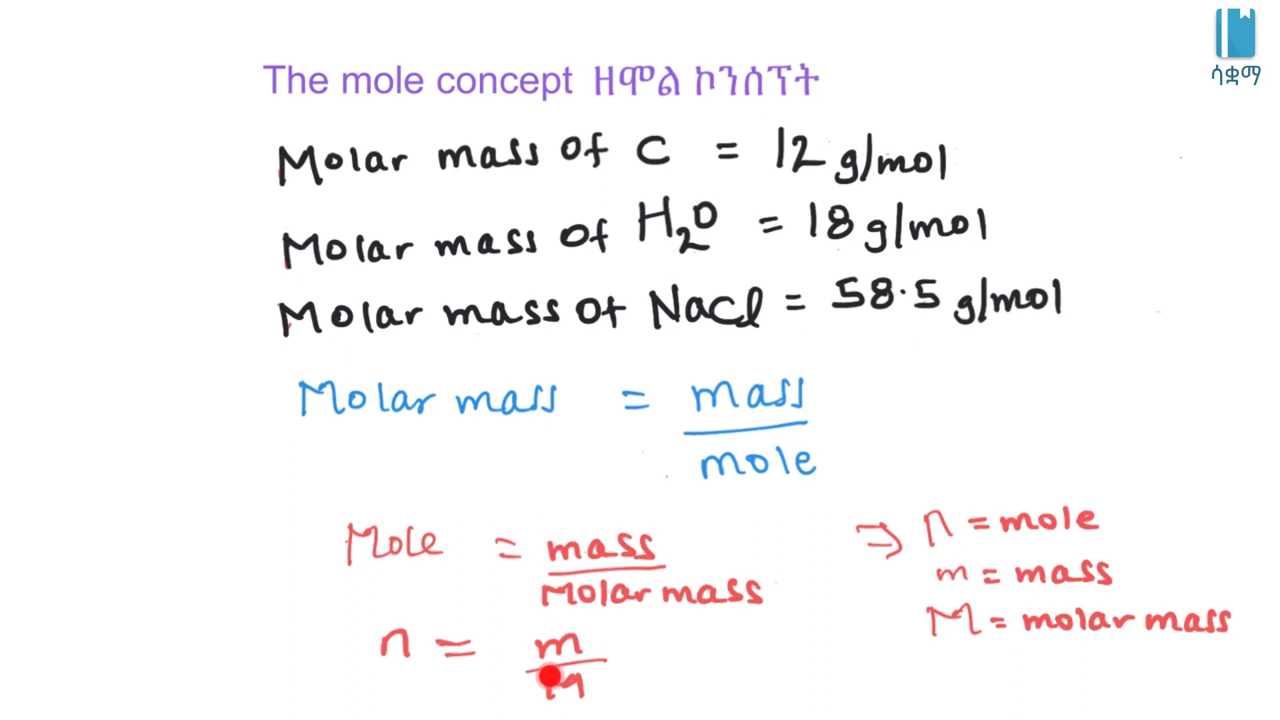 ሳቋማ
The mole concept ዘሞል ኮንሰፕት
Molar mass of C = 12 g/mol
Molar mass of H₂O = 18 g/mol
Molar mass of NaCl = 58.5 g/mol
Molar mass = mass
mole
Mole = mass
Molar mass
n = m
M
⇒ n = mole
m = mass
M = molar mass